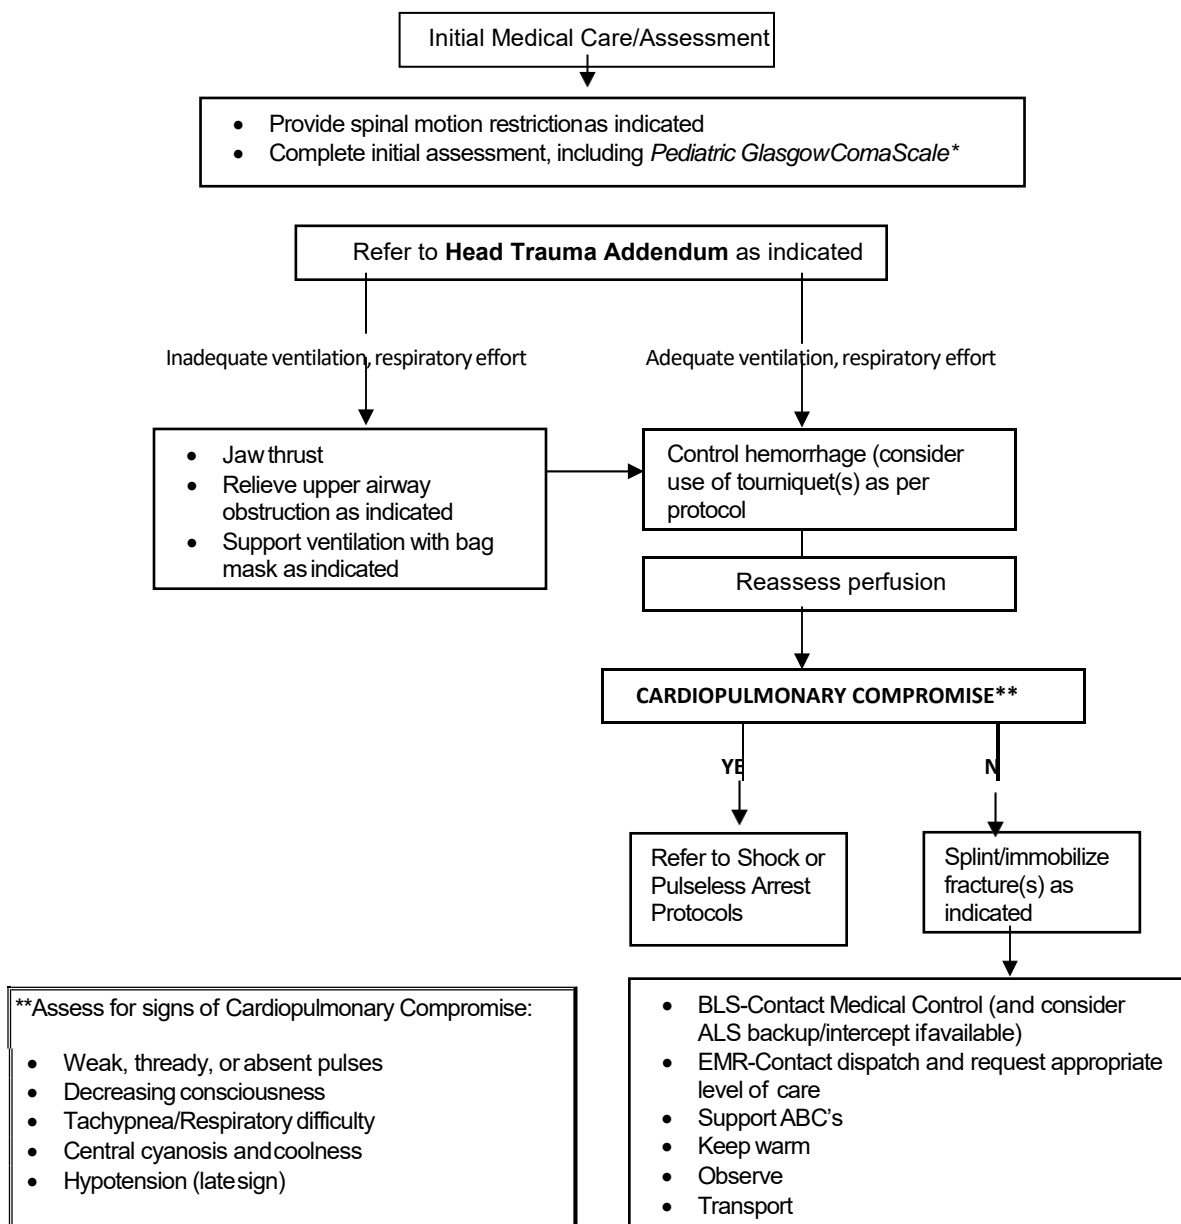 Initial Medical Care/Assessment
• Provide spinal motion restrictionas indicated
• Complete initial assessment, including Pediatric GlasgowComaScale*
Refer to Head Trauma Addendum as indicated
Inadequate ventilation, respiratory effort
Adequate ventilation, respiratory effort
• Jaw thrust
• Relieve upper airway
obstruction as indicated
• Support ventilation with bag
mask as indicated
Control hemorrhage (consider
use of tourniquet(s) as per
protocol
Reassess perfusion
CARDIOPULMONARY COMPROMISE**
YE
N
Refer to Shock or
Pulseless Arrest
Protocols
Splint/immobilize
fracture(s) as
indicated
**Assess for signs of Cardiopulmonary Compromise:
• Weak, thready, or absent pulses
• Decreasing consciousness
• Tachypnea/Respiratory difficulty
• Central cyanosis and coolness
• Hypotension (late sign)
• BLS-Contact Medical Control (and consider
ALS backup/intercept if available)
• EMR-Contact dispatch and request appropriate
level of care
• Support ABC's
• Keep warm
• Observe
• Transport